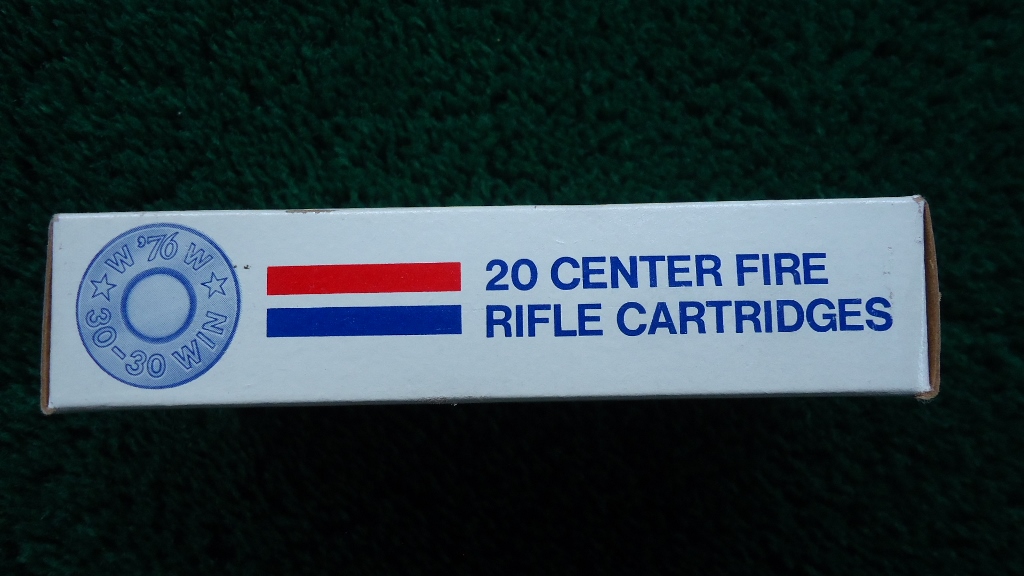 W '76 W
30-30 WIN
20 CENTER FIRE
RIFLE CARTRIDGES